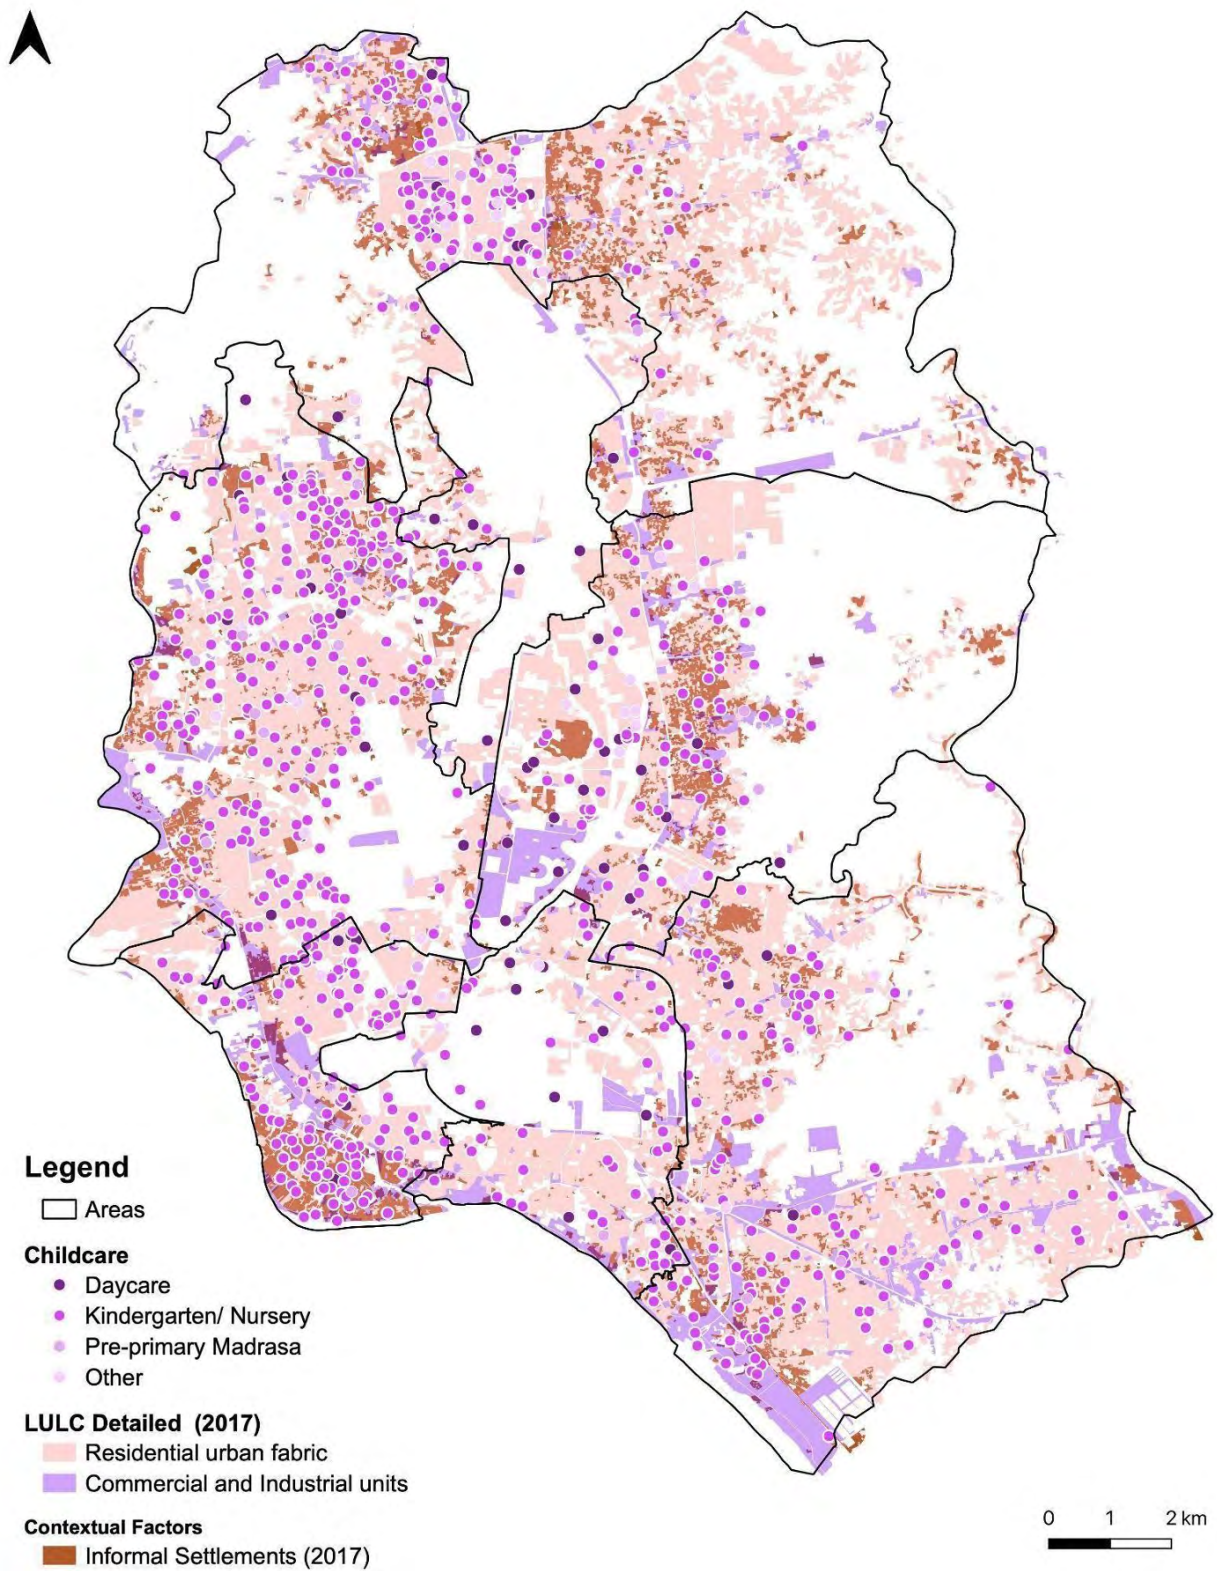 Legend
Areas
Childcare
Daycare
Kindergarten/ Nursery
Pre-primary Madrasa
Other
LULC Detailed (2017)
Residential urban fabric
Commercial and Industrial units
Contextual Factors
Informal Settlements (2017)
0 1 2 km